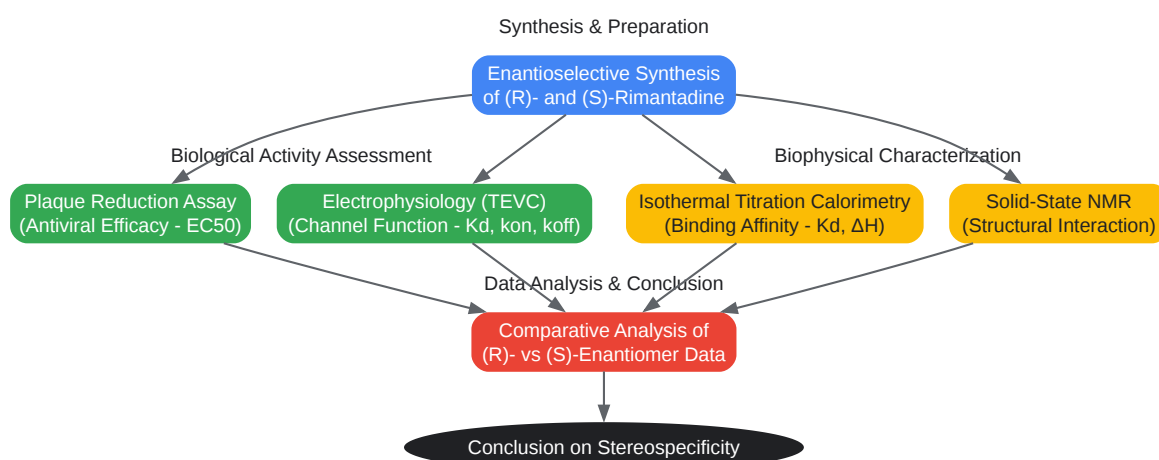 Synthesis & Preparation
Enantioselective Synthesis
of (R)- and (S)-Rimantadine
Biological Activity Assessment
Biophysical Characterization
Plaque Reduction Assay
(Antiviral Efficacy - EC50)
Electrophysiology (TEVC)
(Channel Function - Kd, kon, koff)
Isothermal Titration Calorimetry
(Binding Affinity - Kd, ΔH)
Solid-State NMR
(Structural Interaction)
Data Analysis & Conclusion
Comparative Analysis of
(R)- vs (S)-Enantiomer Data
Conclusion on Stereospecificity